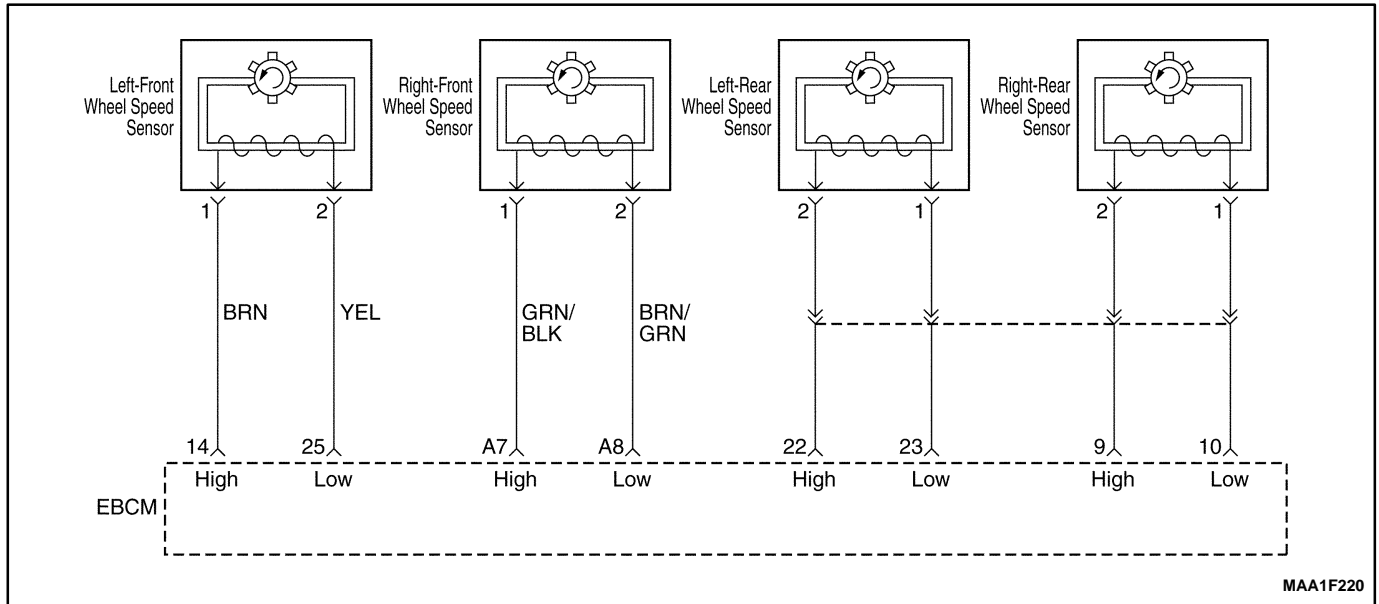 Left-Front
Wheel Speed
Sensor
Right-Front
Wheel Speed
Sensor
Left-Rear
Wheel Speed
Sensor
Right-Rear
Wheel Speed
Sensor
1 2 1 2 2 1 2 1
BRN YEL GRN/ BRN/
BLK GRN
14 25 A7 A8 22 23 9 10
High Low High Low High Low High Low
EBCM
MAA1F220